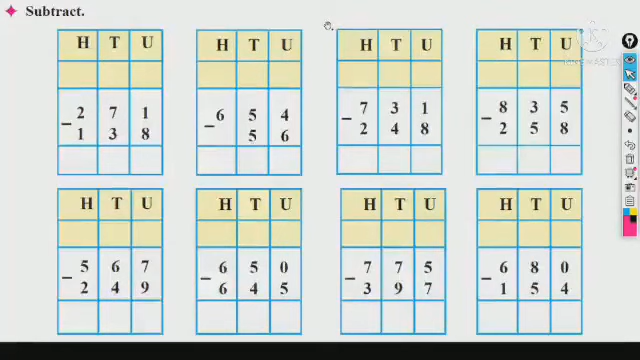 Subtract.
H T U H T U H T U H T U
2 7 1 6 5 4 7 3 1 8 3 5
− 1 3 8 − 5 6 − 2 4 8 − 2 5 8
H T U H T U H T U H T U
5 6 7 6 5 0 7 7 5 6 8 0
− 2 4 9 − 6 4 5 − 3 9 7 − 1 5 4